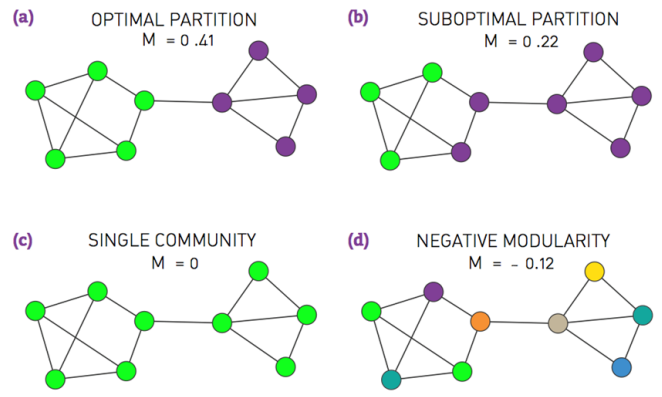 (a)
OPTIMAL PARTITION
M = 0 .41
(b)
SUBOPTIMAL PARTITION
M = 0.22
(c)
SINGLE COMMUNITY
M = 0
(d)
NEGATIVE MODULARITY
M = - 0.12